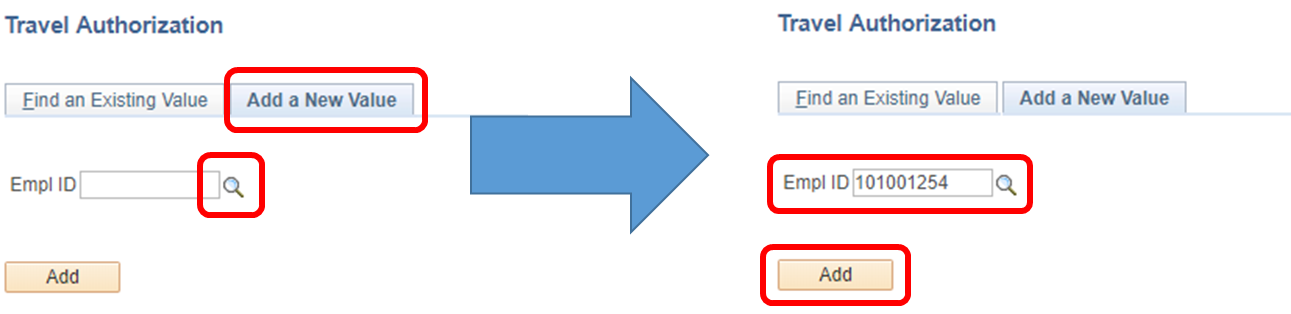 Travel Authorization
Find an Existing Value Add a New Value
Empl ID
Add
Travel Authorization
Find an Existing Value Add a New Value
Empl ID 101001254
Add